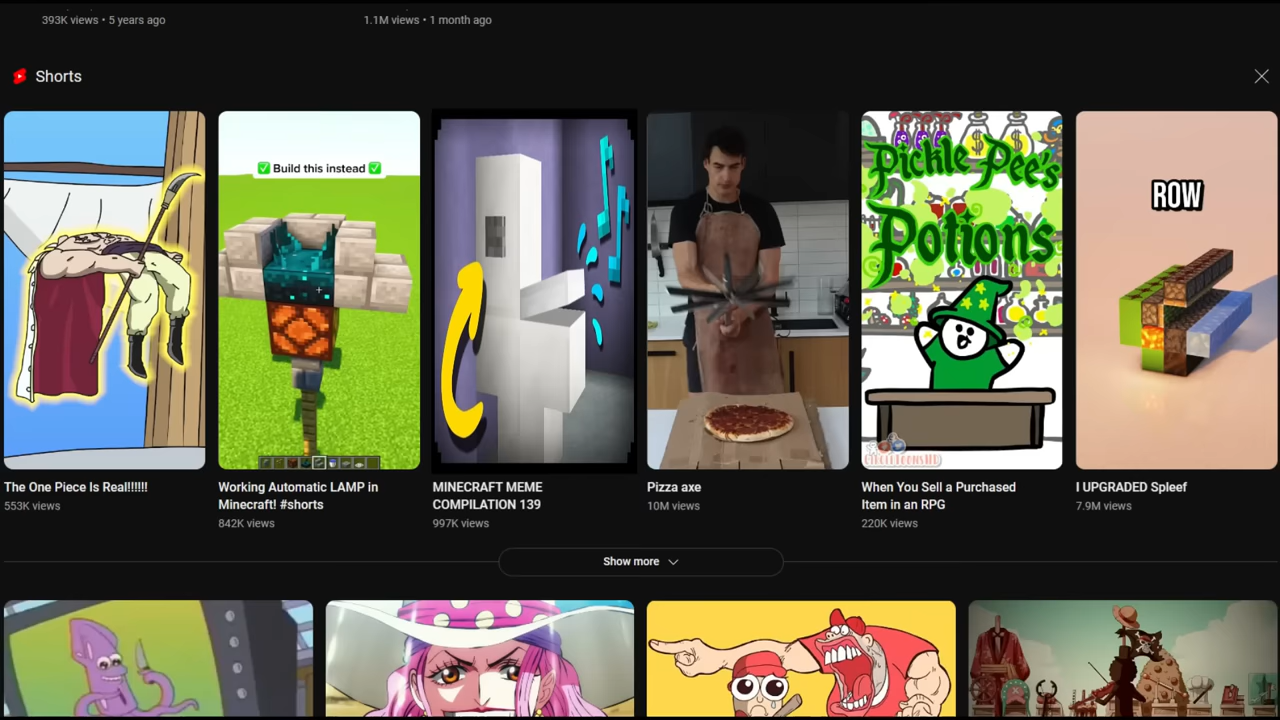 393K views • 5 years ago
1.1M views • 1 month ago
Shorts
✅ Build this instead ✅
Pickle Pee's
Potions
ROW
The One Piece Is Real!!!!!!
553K views
Working Automatic LAMP in
Minecraft! #shorts
842K views
MINECRAFT MEME
COMPILATION 139
997K views
Pizza axe
10M views
When You Sell a Purchased
Item in an RPG
220K views
I UPGRADED Spleef
7.9M views
Show more